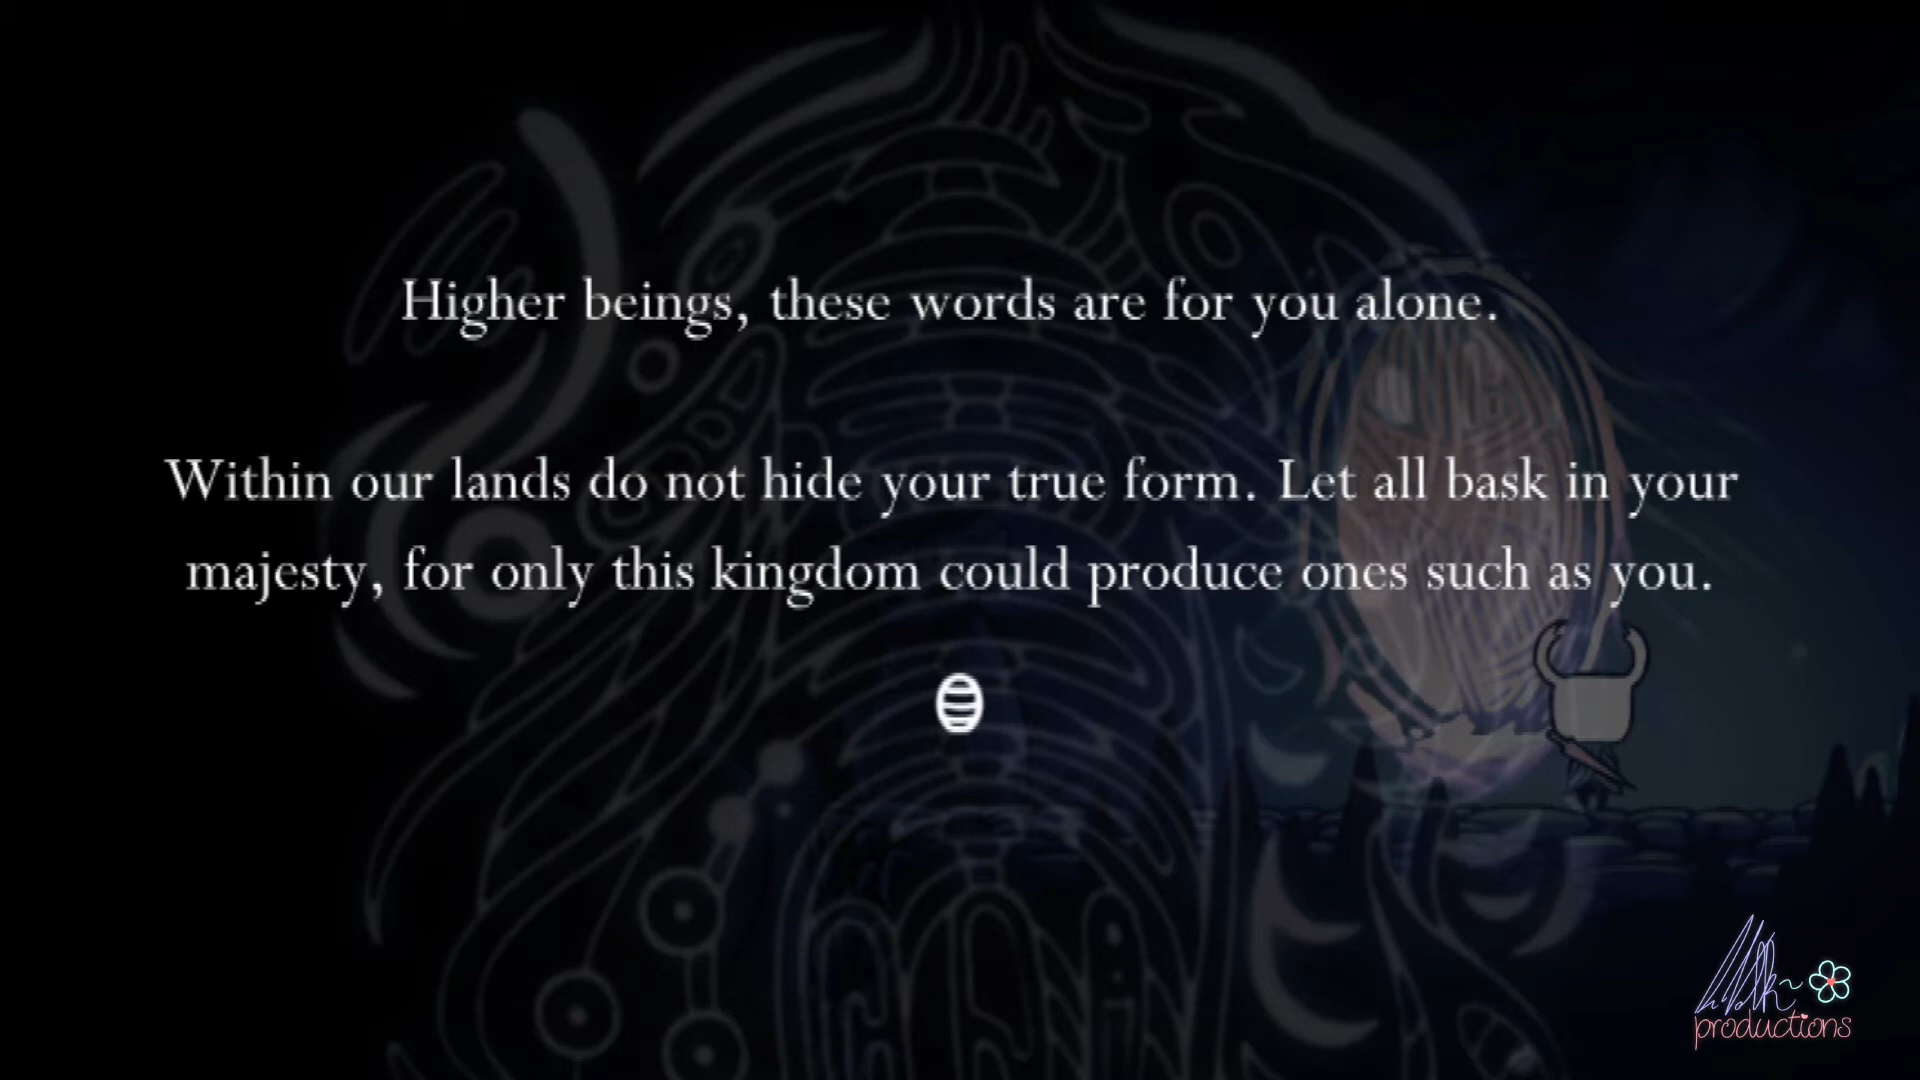 Higher beings, these words are for you alone.
Within our lands do not hide your true form. Let all bask in your
majesty, for only this kingdom could produce ones such as you.
productions